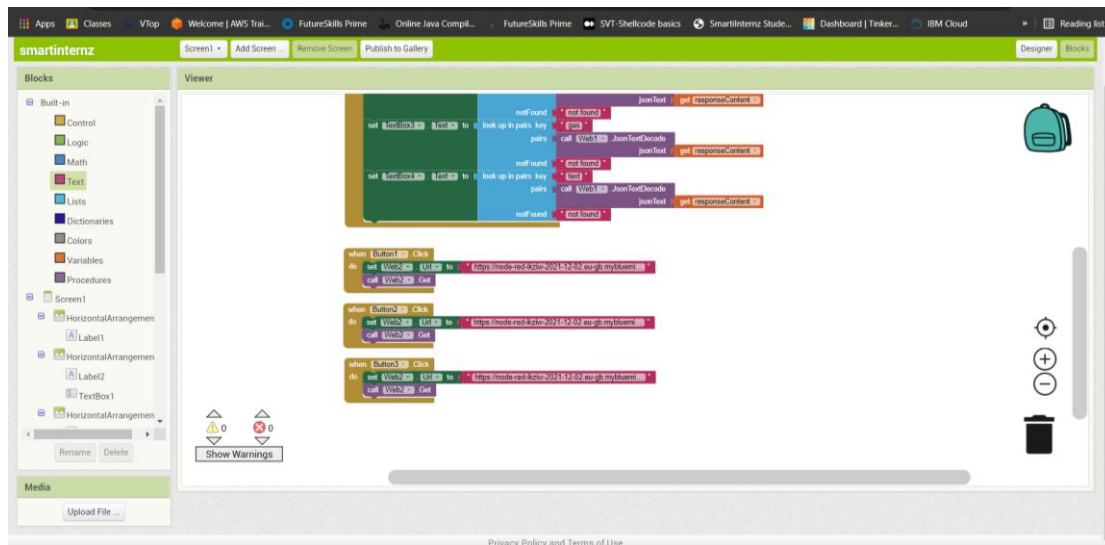 Apps Classes VTop Welcome | AWS Trai... FutureSkills Prime Online Java Compil... FutureSkills Prime SVT-Shellcode basics SmartInternz Stude... Dashboard | Tinker... IBM Cloud » Reading list
smartinternz Screen1 Add Screen ... Remove Screen Publish to Gallery Designer Blocks
Blocks
Viewer
Built-in
Control
Logic
Math
Text
Lists
Dictionaries
Colors
Variables
Procedures
Screen1
HorizontalArrangemen
Label1
HorizontalArrangemen
Label2
TextBox1
HorizontalArrangemen
Rename Delete
Media
Upload File ...
jsonText get responseContent
notFound " not found "
set TextBox3 . Text to look up in pairs key " gas "
pairs call Web1 .JsonTextDecode
jsonText get responseContent
notFound " not found "
set TextBox4 . Text to look up in pairs key " text "
pairs call Web1 .JsonTextDecode
jsonText get responseContent
notFound " not found "
when Button1 .Click
do set Web2 . Url to " https://node-red-ikziw-2021-12-02.eu-gb.mybluemi... "
call Web2 .Get
when Button2 .Click
do set Web2 . Url to " https://node-red-ikziw-2021-12-02.eu-gb.mybluemi... "
call Web2 .Get
when Button3 .Click
do set Web2 . Url to " https://node-red-ikziw-2021-12-02.eu-gb.mybluemi... "
call Web2 .Get
0 0
Show Warnings
Privacy Policy and Terms of Use